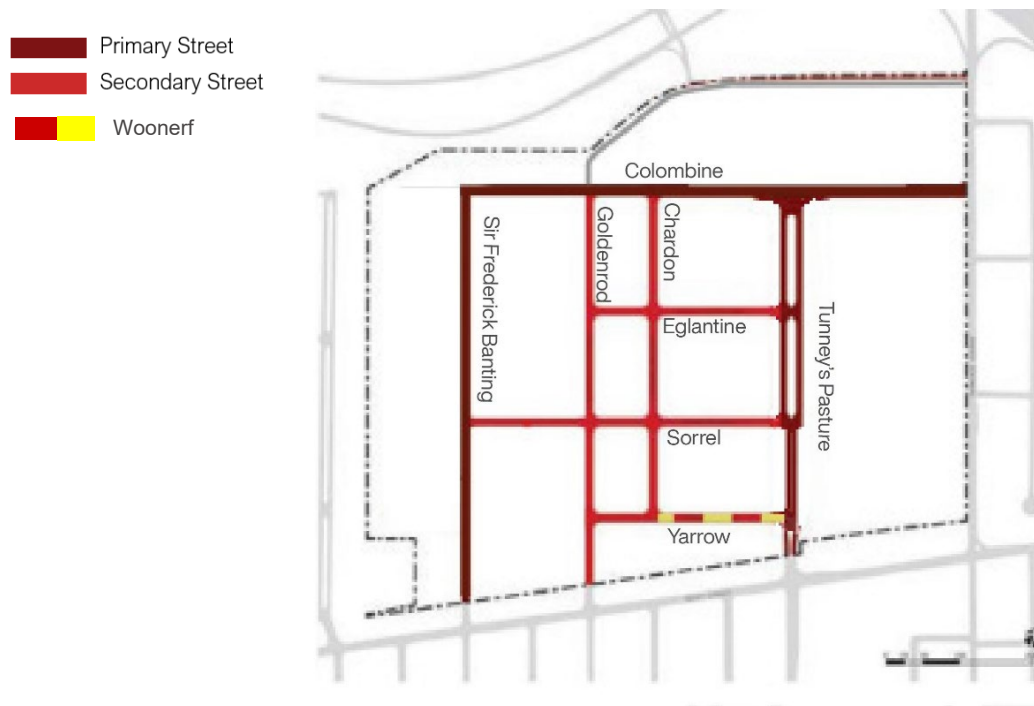 Primary Street
Secondary Street
Woonerf
Colombine
Sir Frederick Banting
Goldenrod
Chardon
Eglantine
Tunney's Pasture
Sorrel
Yarrow